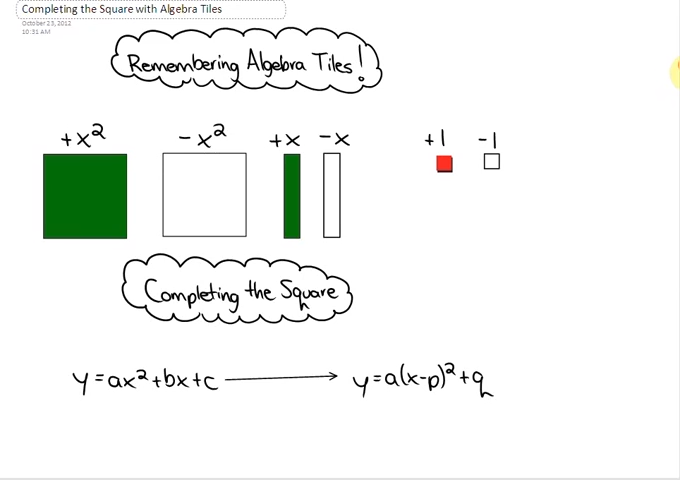 Completing the Square with Algebra Tiles
October 23, 2012
10:31 AM
Remembering Algebra Tiles!
+x² -x² +x -x +1 -1
Completing the Square
y=ax²+bx+c → y=a(x-p)²+q